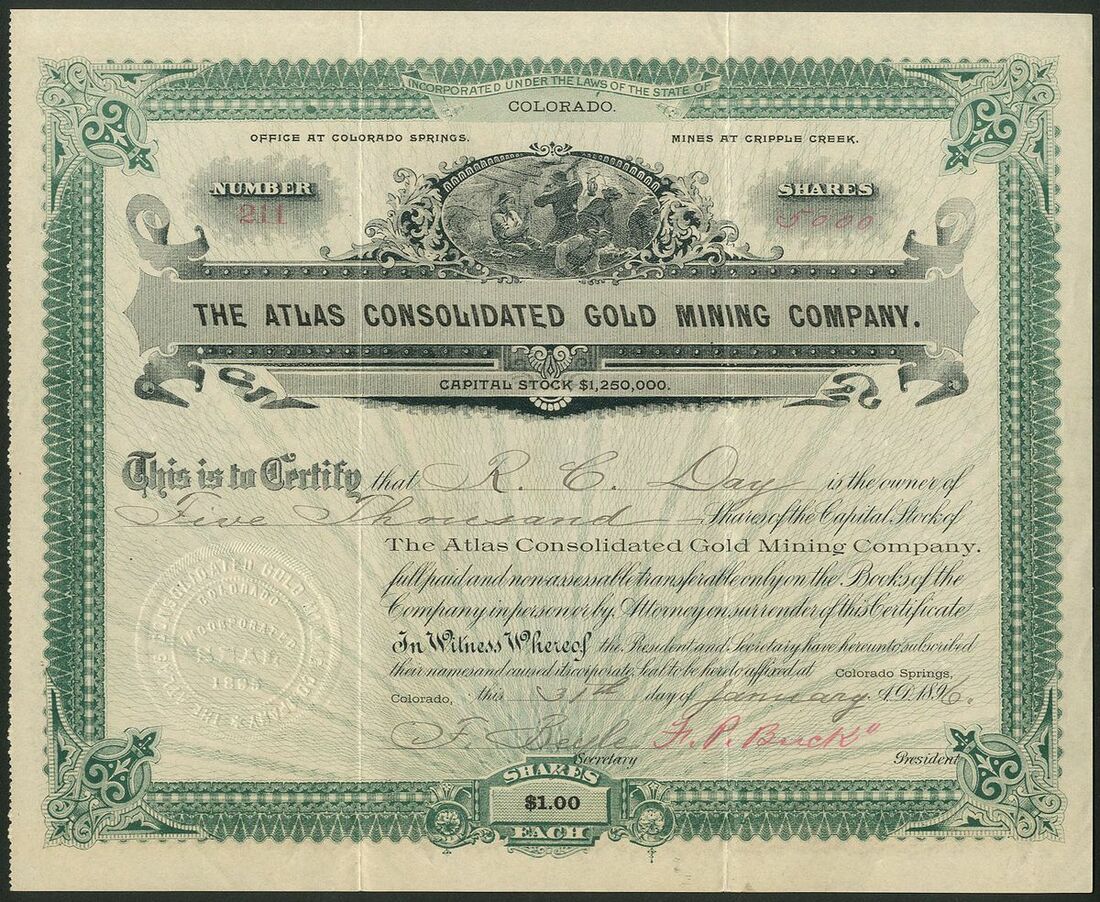 INCORPORATED UNDER THE LAWS OF THE STATE OF
COLORADO.
OFFICE AT COLORADO SPRINGS. MINES AT CRIPPLE CREEK.
NUMBER SHARES
211 5000
THE ATLAS CONSOLIDATED GOLD MINING COMPANY.
CAPITAL STOCK $1,250,000.
This is to Certify that R. C. Day is the owner of
Five Thousand Shares of the Capital Stock of
The Atlas Consolidated Gold Mining Company.
full paid and non-assessable transferable only on the Books of the
Company in person or by Attorney on surrender of this Certificate
In Witness Whereof the President and Secretary have hereunto subscribed
their names and caused its corporate Seal to be hereto affixed at Colorado Springs,
Colorado, this 31th day of January A.D. 1896.
F. P. Buck
Secretary President
THE ATLAS CONSOLIDATED GOLD
COLORADO
INCORPORATED
SEAL
1895
SHARES
$1.00
EACH